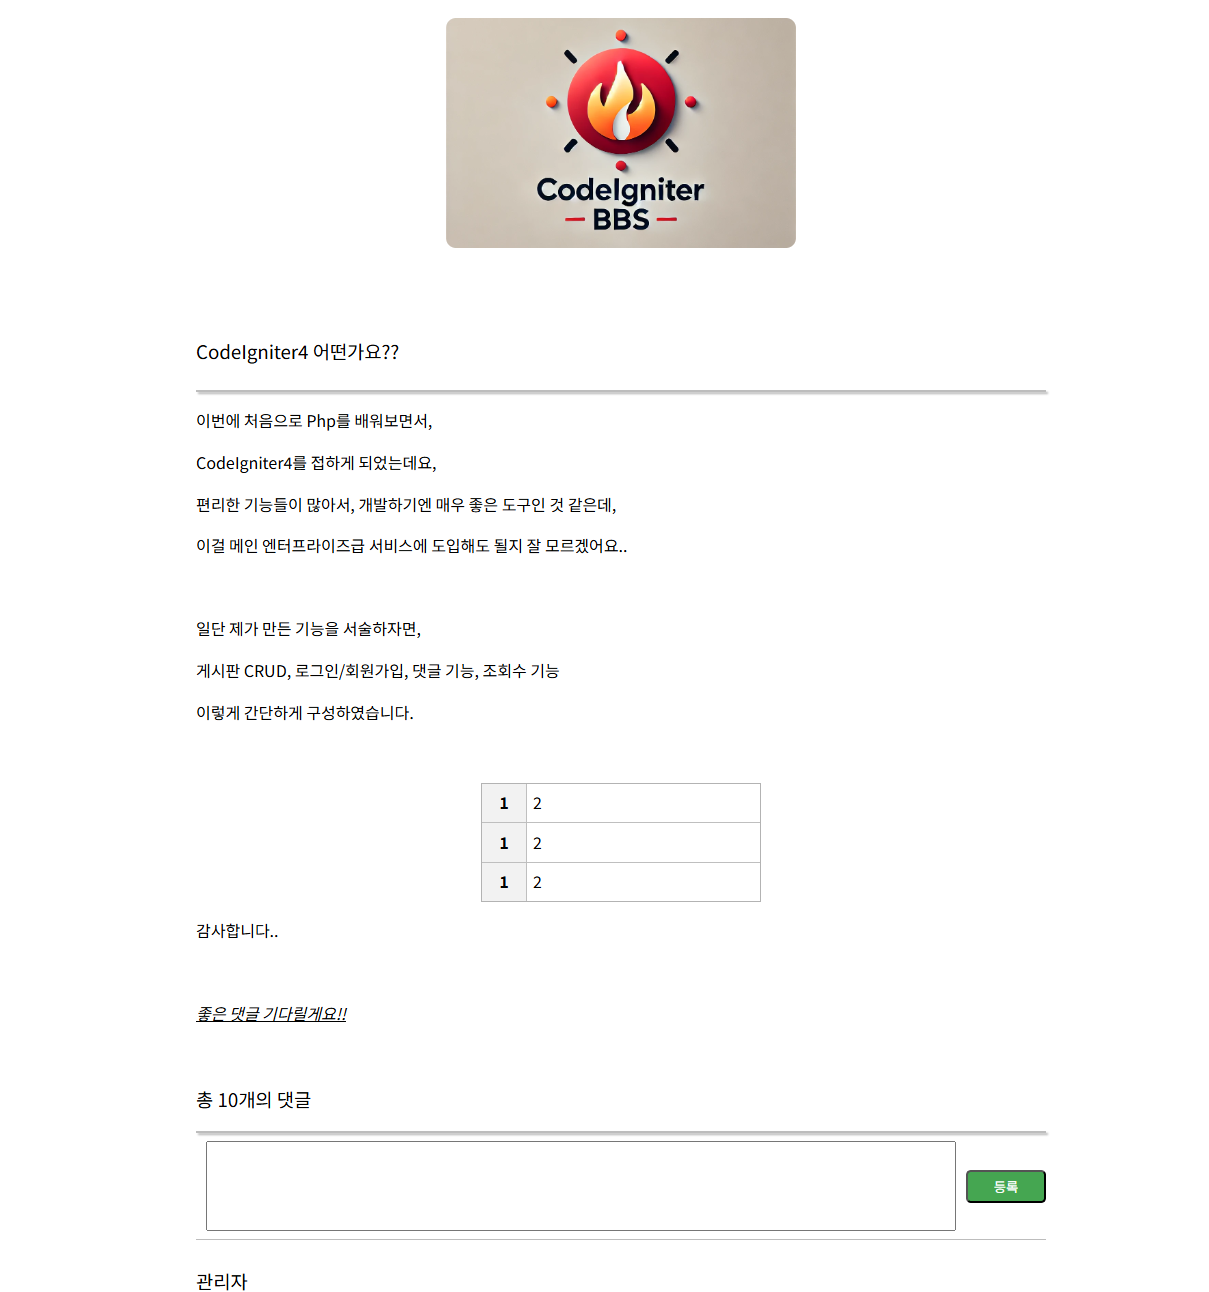 CodeIgniter
BBS
CodeIgniter4 어떤가요??
이번에 처음으로 Php를 배워보면서,
CodeIgniter4를 접하게 되었는데요,
편리한 기능들이 많아서, 개발하기엔 매우 좋은 도구인 것 같은데,
이걸 메인 엔터프라이즈급 서비스에 도입해도 될지 잘 모르겠어요..
일단 제가 만든 기능을 서술하자면,
게시판 CRUD, 로그인/회원가입, 댓글 기능, 조회수 기능
이렇게 간단하게 구성하였습니다.
1 2
1 2
1 2
감사합니다..
좋은 댓글 기다릴게요!!
총 10개의 댓글
등록
관리자